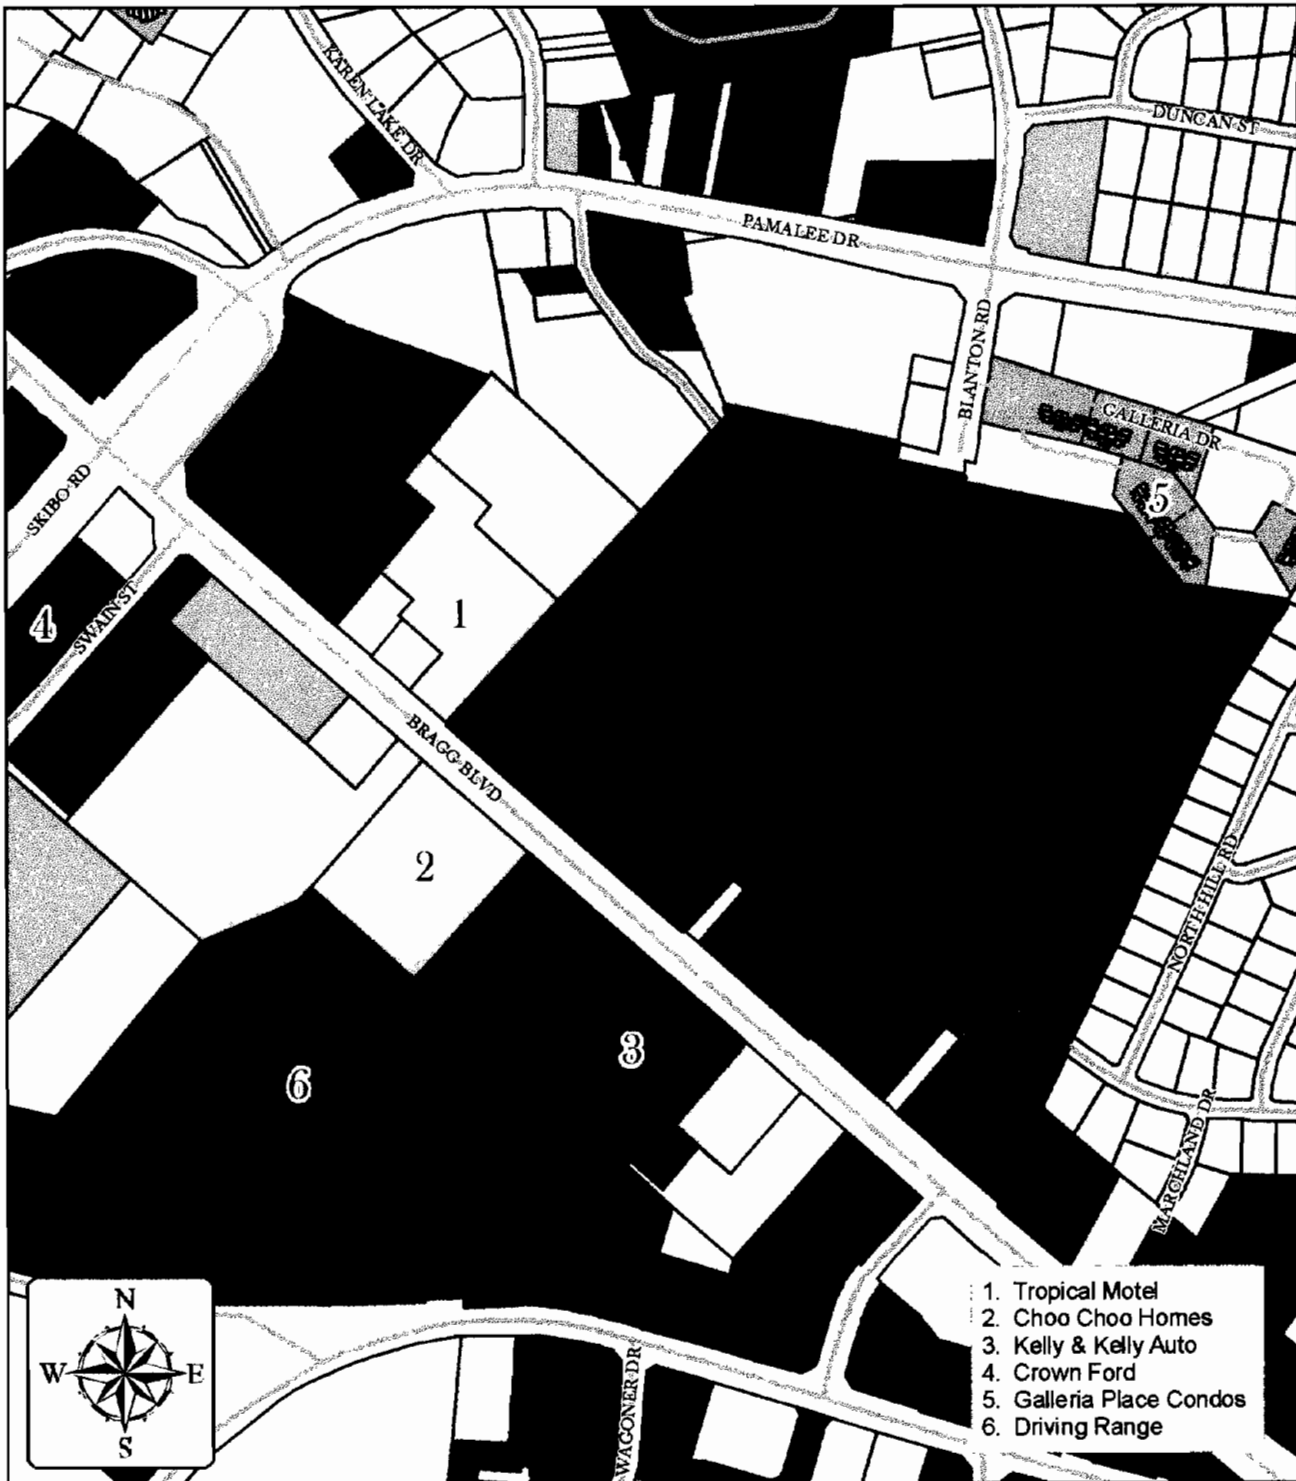 KAREN LAKE DR
DUNCAN ST
PAMALEE DR
BLANTON RD
GALLERIA DR
SKIBO RD
5
4
SWAIN ST
1
BRAGG BLVD
2
NORTH HILL RD
3
6
MARCHLAND DR
N
W E
S
WAGONER DR
1. Tropical Motel
2. Choo Choo Homes
3. Kelly & Kelly Auto
4. Crown Ford
5. Galleria Place Condos
6. Driving Range